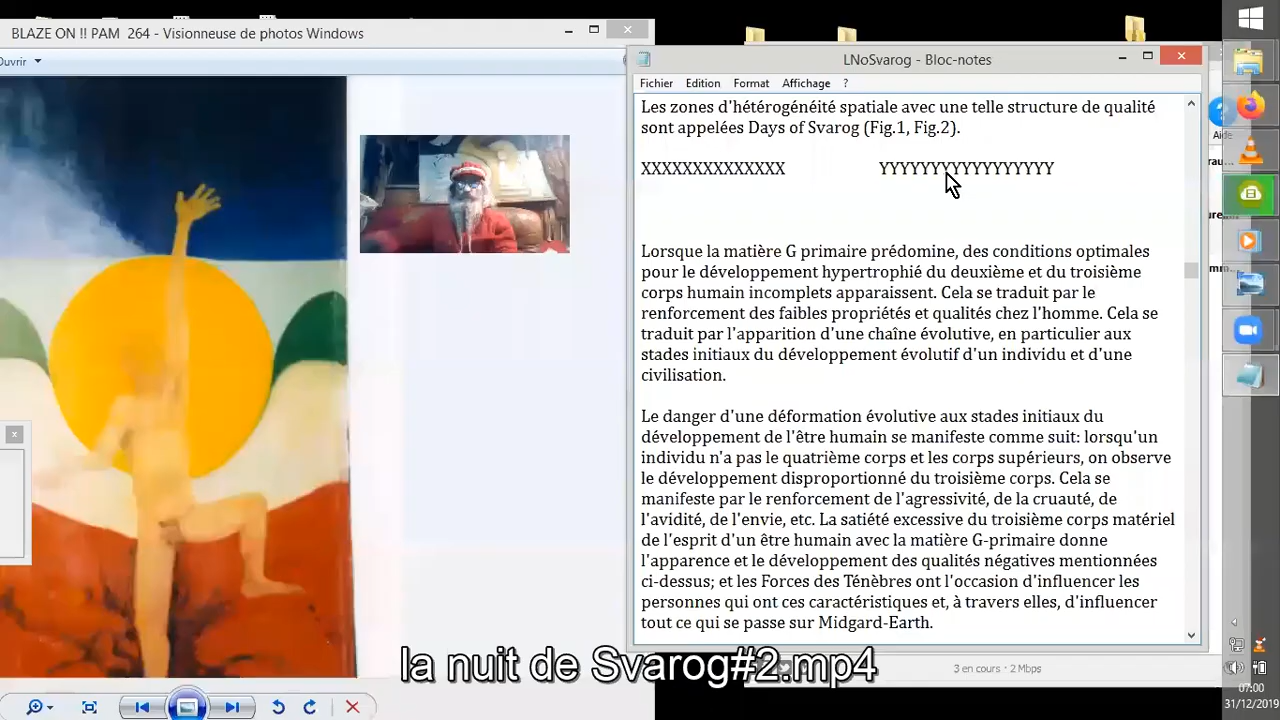 BLAZE ON !! PAM 264 - Visionneuse de photos Windows
LNoSvarog - Bloc-notes
Fichier Edition Format Affichage ?
Les zones d'hétérogénéité spatiale avec une telle structure de qualité
sont appelées Days of Svarog (Fig.1, Fig.2).
XXXXXXXXXXXXXX YYYYYYYYYYYYYYYYY
Lorsque la matière G primaire prédomine, des conditions optimales
pour le développement hypertrophié du deuxième et du troisième
corps humain incomplets apparaissent. Cela se traduit par le
renforcement des faibles propriétés et qualités chez l'homme. Cela se
traduit par l'apparition d'une chaîne évolutive, en particulier aux
stades initiaux du développement évolutif d'un individu et d'une
civilisation.
Le danger d'une déformation évolutive aux stades initiaux du
développement de l'être humain se manifeste comme suit: lorsqu'un
individu n'a pas le quatrième corps et les corps supérieurs, on observe
le développement disproportionné du troisième corps. Cela se
manifeste par le renforcement de l'agressivité, de la cruauté, de
l'avidité, de l'envie, etc. La satiété excessive du troisième corps matériel
de l'esprit d'un être humain avec la matière G-primaire donne
l'apparence et le développement des qualités négatives mentionnées
ci-dessus; et les Forces des Ténèbres ont l'occasion d'influencer les
personnes qui ont ces caractéristiques et, à travers elles, d'influencer
tout ce qui se passe sur Midgard-Earth.
la nuit de Svarog#2.mp4
3 en cours • 2 Mbps
Aide
07:00
31/12/2019